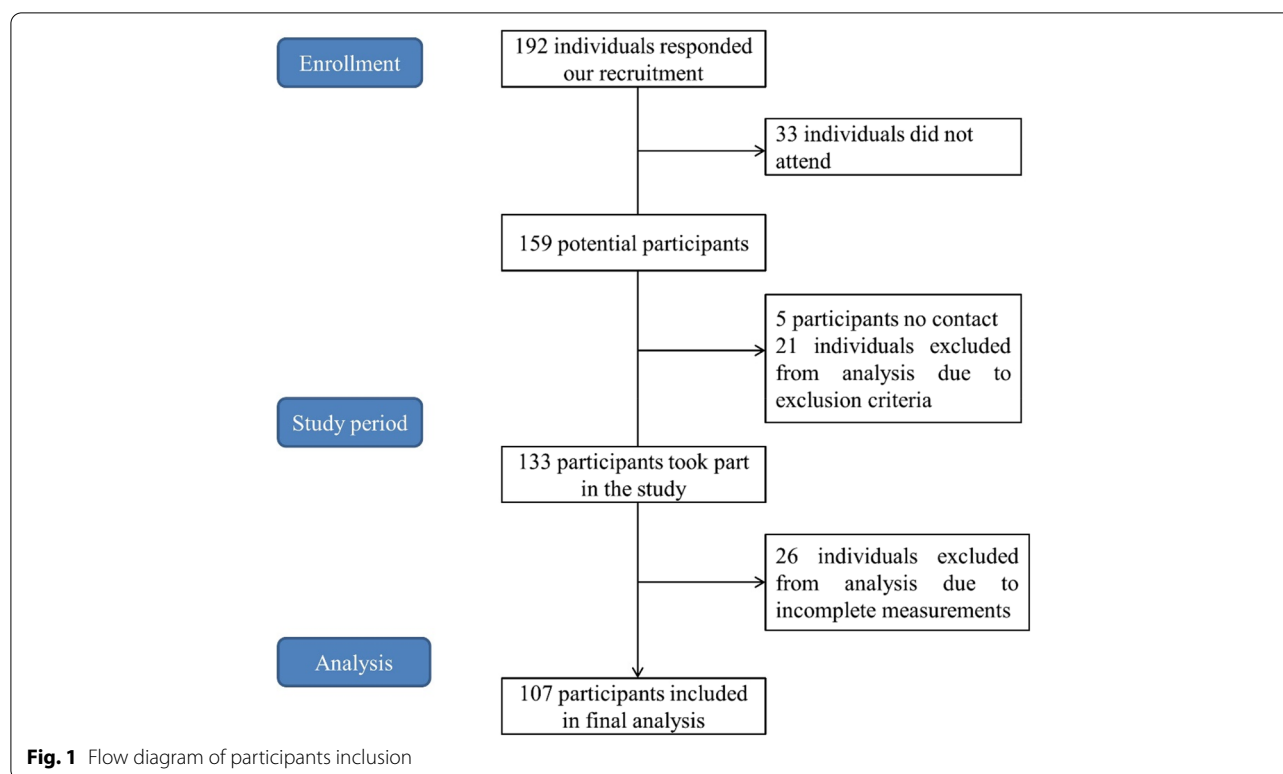 Enrollment
192 individuals responded
our recruitment
33 individuals did not
attend
159 potential participants
5 participants no contact
21 individuals excluded
from analysis due to
exclusion criteria
Study period
133 participants took part
in the study
26 individuals excluded
from analysis due to
incomplete measurements
Analysis
107 participants included
in final analysis
Fig. 1 Flow diagram of participants inclusion